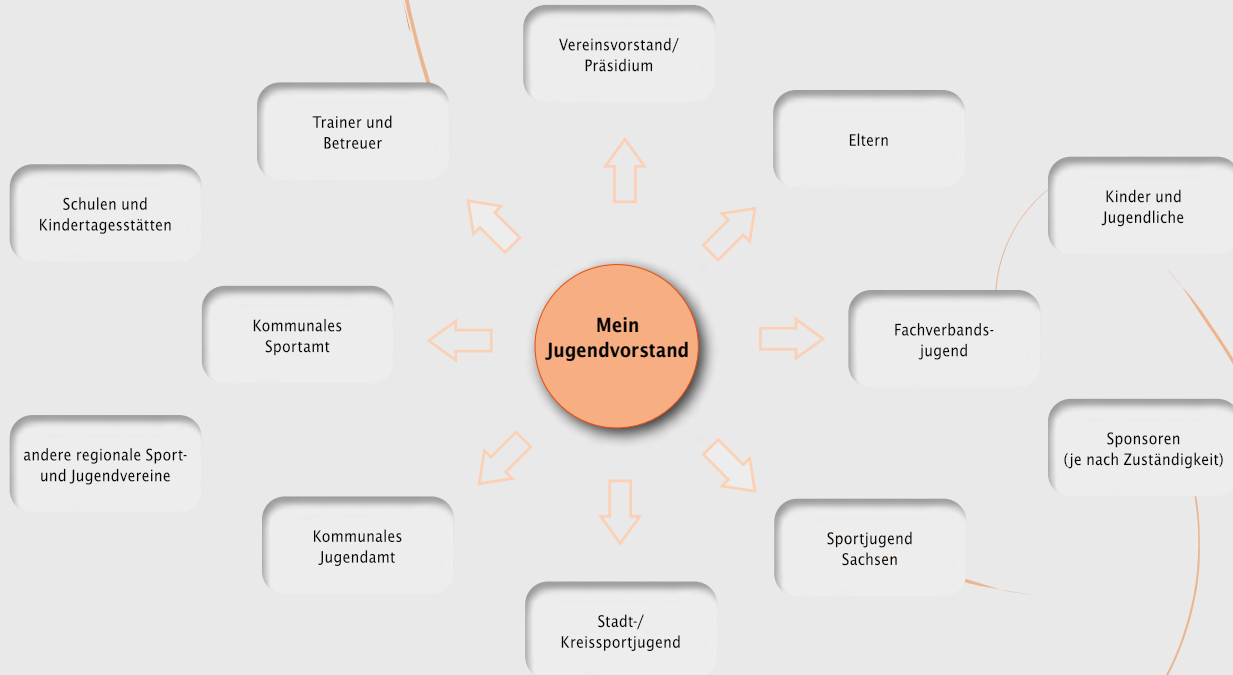 Vereinsvorstand/
Präsidium
Trainer und
Betreuer
Eltern
Schulen und
Kindertagesstätten
Kinder und
Jugendliche
Kommunales
Sportamt
Mein
Jugendvorstand
Fachverbands-
jugend
andere regionale Sport-
und Jugendvereine
Sponsoren
(je nach Zuständigkeit)
Kommunales
Jugendamt
Sportjugend
Sachsen
Stadt-/
Kreissportjugend